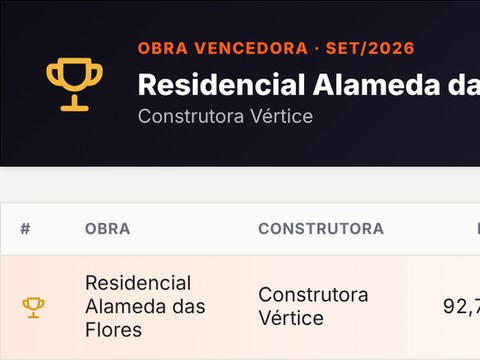 OBRA VENCEDORA · SET/2026
Residencial Alameda da
Construtora Vértice
# OBRA CONSTRUTORA
Residencial
Alameda das
Flores
Construtora
Vértice
92,7